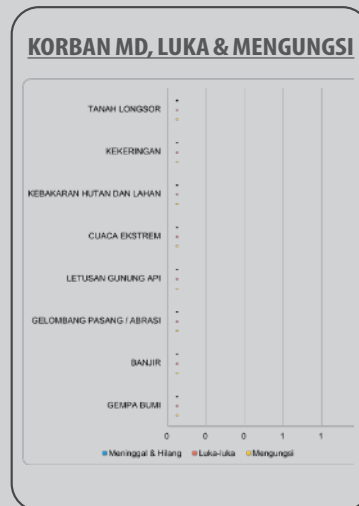 KORBAN MD, LUKA & MENGUNGSI
TANAH LONGSOR
KEKERINGAN
KEBAKARAN HUTAN DAN LAHAN
CUACA EKSTREM
LETUSAN GUNUNG API
GELOMBANG PASANG / ABRASI
BANJIR
GEMPA BUMI
0 0 0 1 1
Meninggal & Hilang Luka-luka Mengungsi